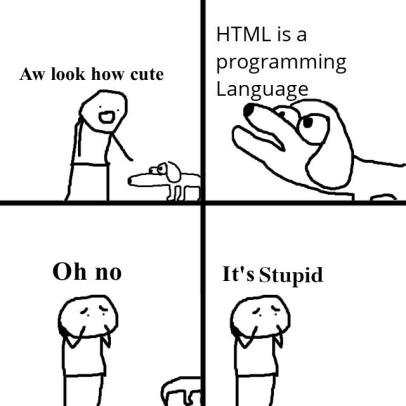 Aw look how cute
HTML is a
programming
Language
Oh no
It's Stupid